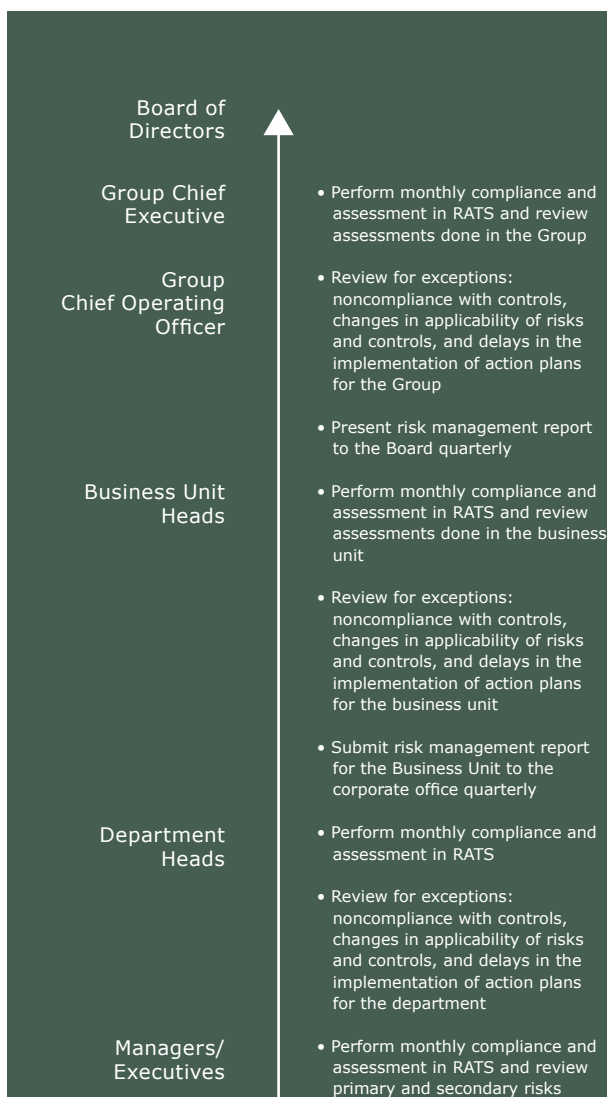 Board of
Directors
Group Chief
Executive
• Perform monthly compliance and
assessment in RATS and review
assessments done in the Group
Group
Chief Operating
Officer
• Review for exceptions:
noncompliance with controls,
changes in applicability of risks
and controls, and delays in the
implementation of action plans
for the Group
• Present risk management report
to the Board quarterly
Business Unit
Heads
• Perform monthly compliance and
assessment in RATS and review
assessments done in the business
unit
• Review for exceptions:
noncompliance with controls,
changes in applicability of risks
and controls, and delays in the
implementation of action plans
for the business unit
• Submit risk management report
for the Business Unit to the
corporate office quarterly
Department
Heads
• Perform monthly compliance and
assessment in RATS
• Review for exceptions:
noncompliance with controls,
changes in applicability of risks
and controls, and delays in the
implementation of action plans
for the department
Managers/
Executives
• Perform monthly compliance and
assessment in RATS and review
primary and secondary risks